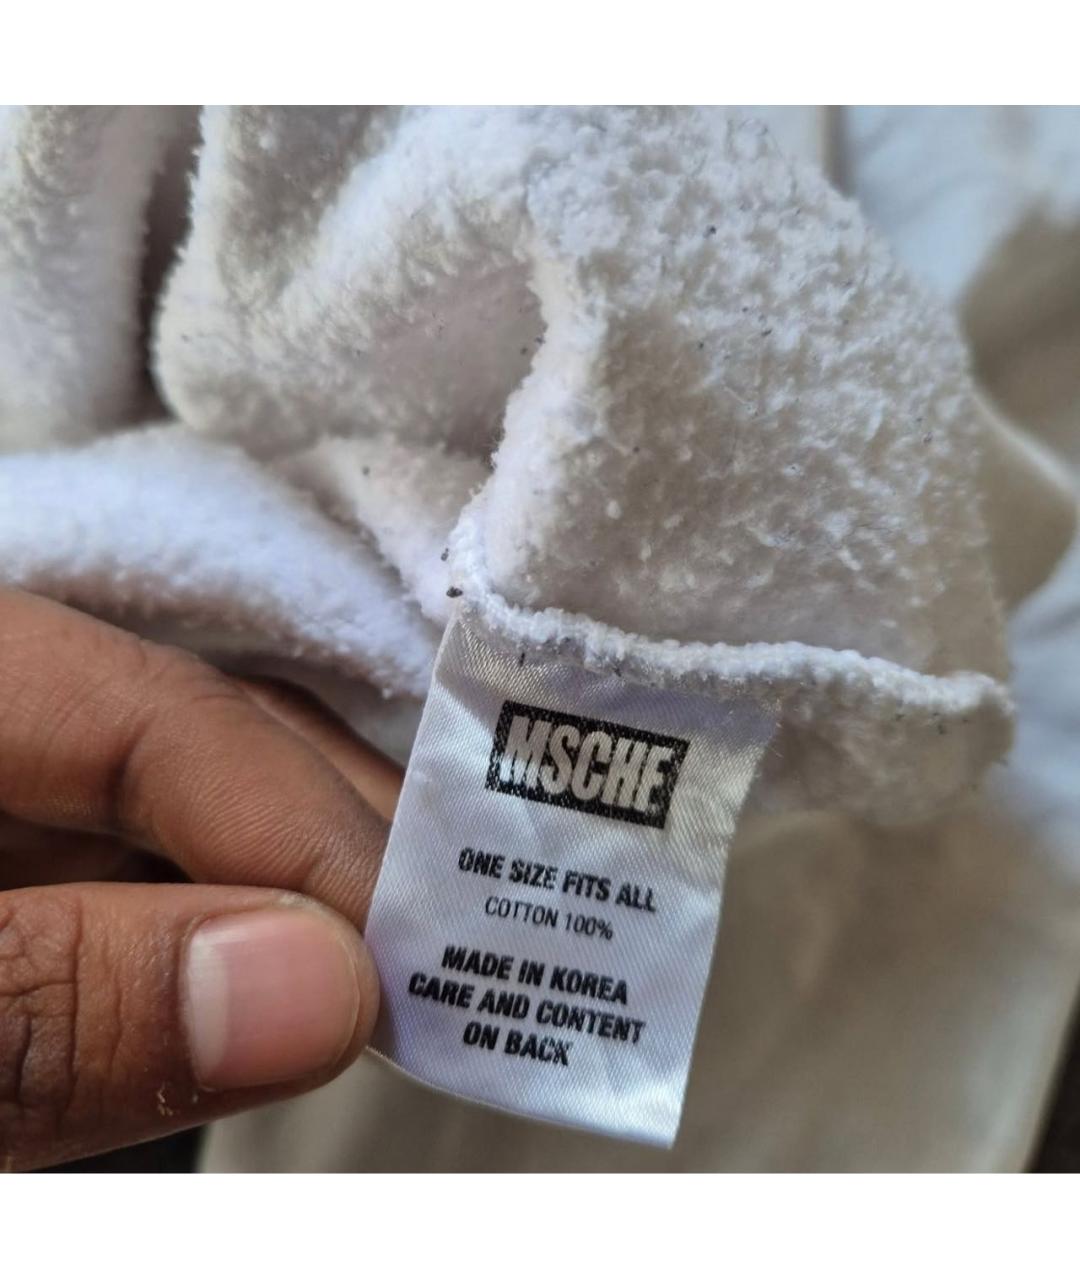 MSCHF
ONE SIZE FITS ALL
COTTON 100%
MADE IN KOREA
CARE AND CONTENT
ON BACK